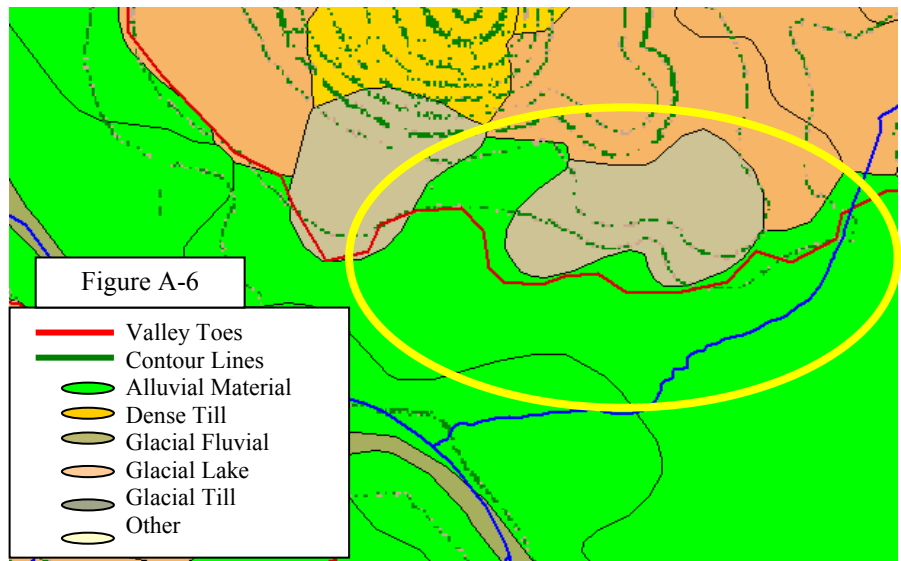 Figure A-6
Valley Toes
Contour Lines
Alluvial Material
Dense Till
Glacial Fluvial
Glacial Lake
Glacial Till
Other